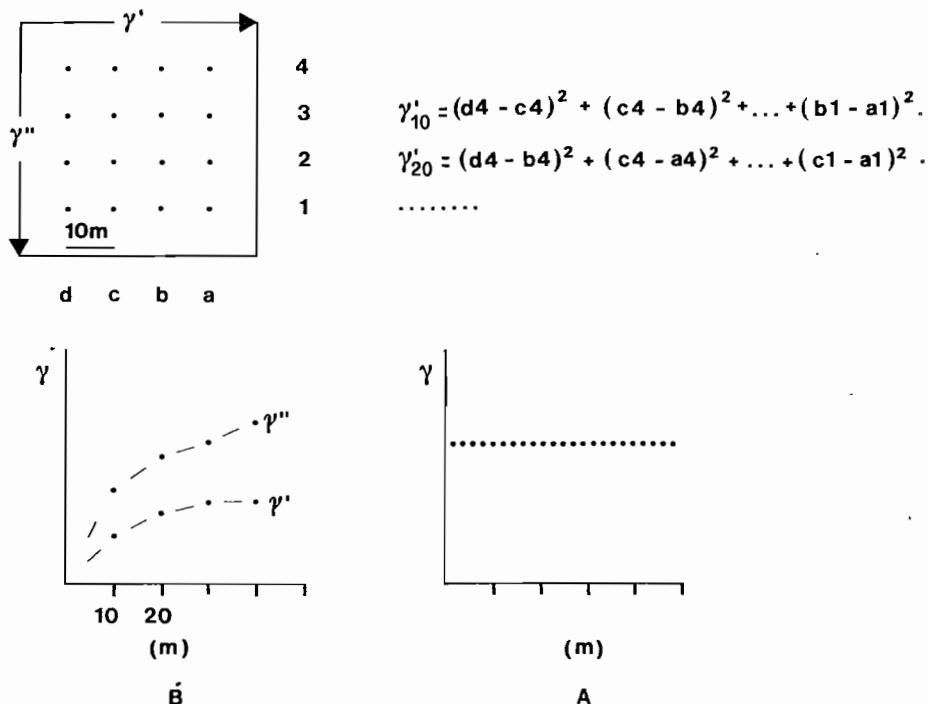 γ'
4
3
γ'₁₀ = (d4 - c4)² + (c4 - b4)² + ... + (b1 - a1)² .
γ''
2
γ'₂₀ = (d4 - b4)² + (c4 - a4)² + ... + (c1 - a1)² .
1
........
10m
d c b a
γ
γ''
γ'
10 20
(m)
B
γ
(m)
A